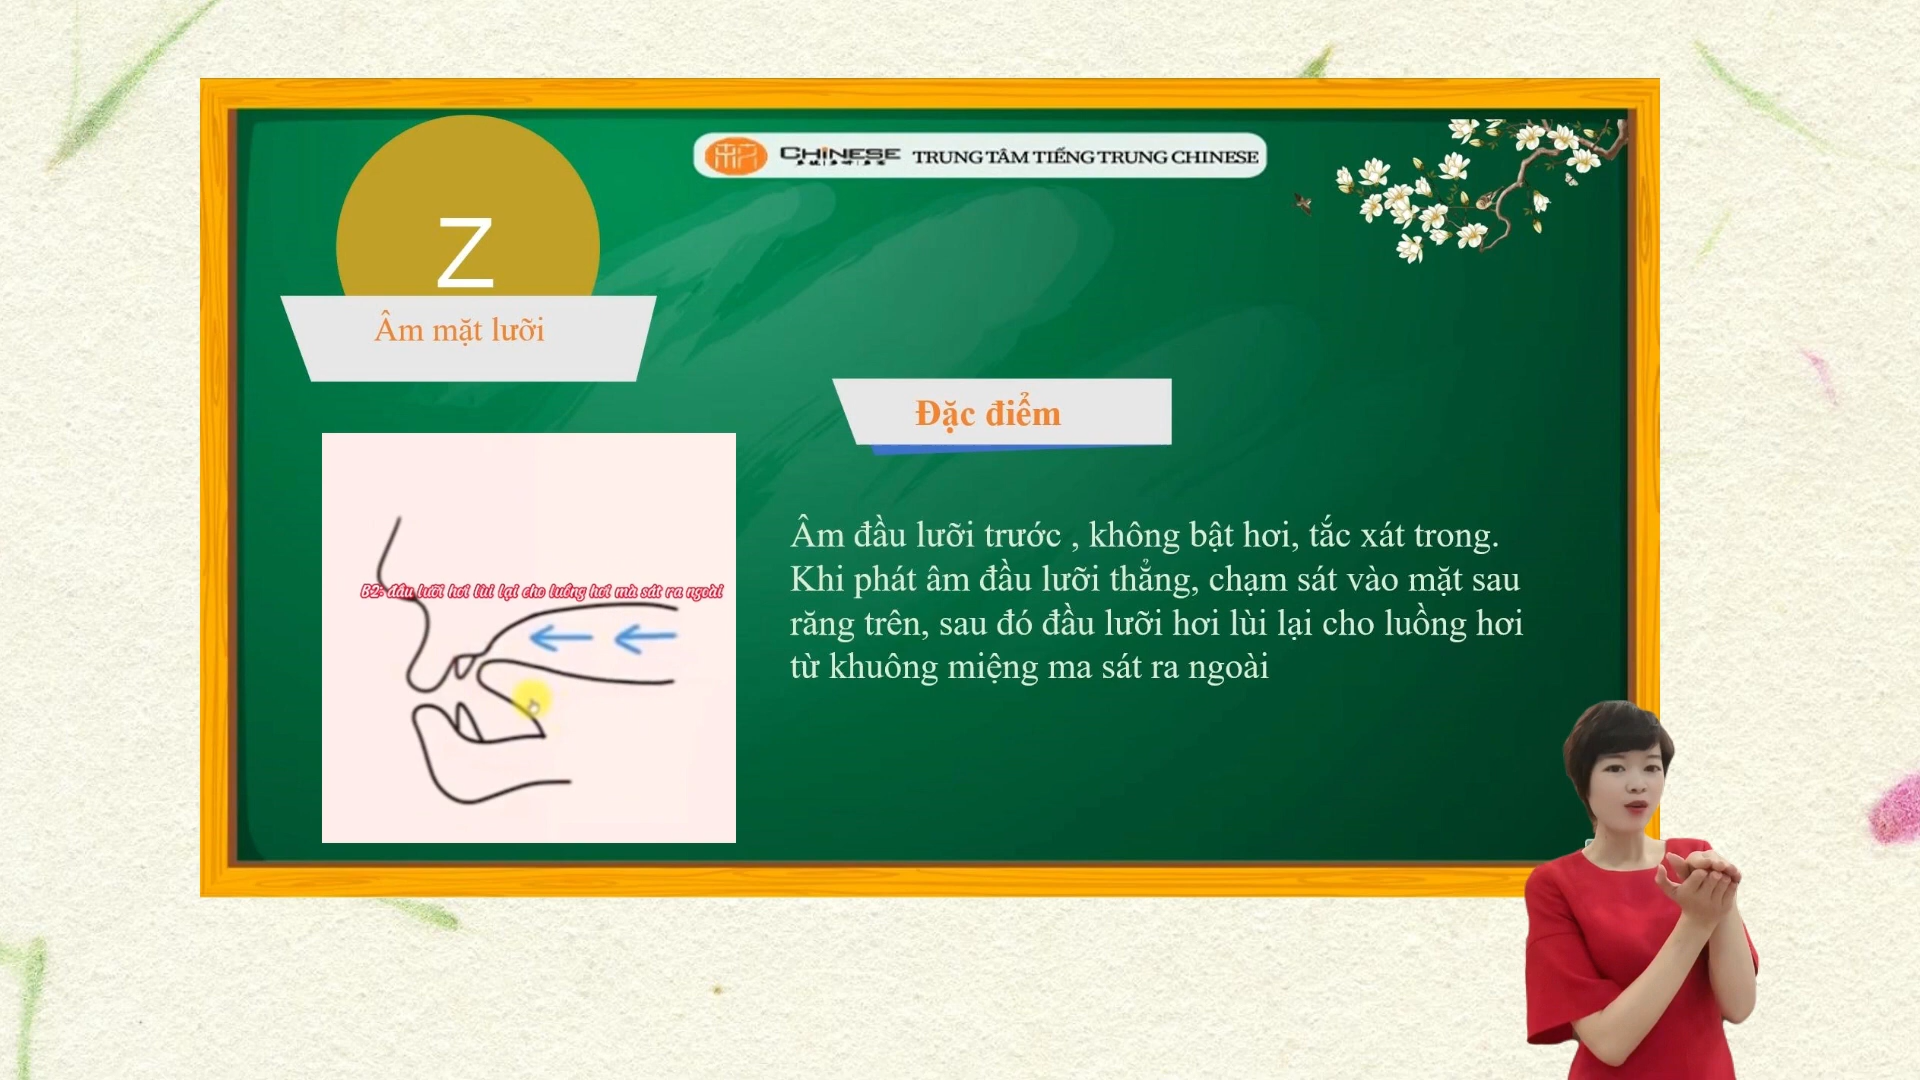 CHINESE TRUNG TÂM TIẾNG TRUNG CHINESE
Z
Âm mặt lưỡi
Đặc điểm
Âm đầu lưỡi trước , không bật hơi, tắc xát trong.
Khi phát âm đầu lưỡi thẳng, chạm sát vào mặt sau
răng trên, sau đó đầu lưỡi hơi lùi lại cho luồng hơi
từ khuông miệng ma sát ra ngoài
B2: đầu lưỡi hơi lùi lại cho luồng hơi mà sát ra ngoài